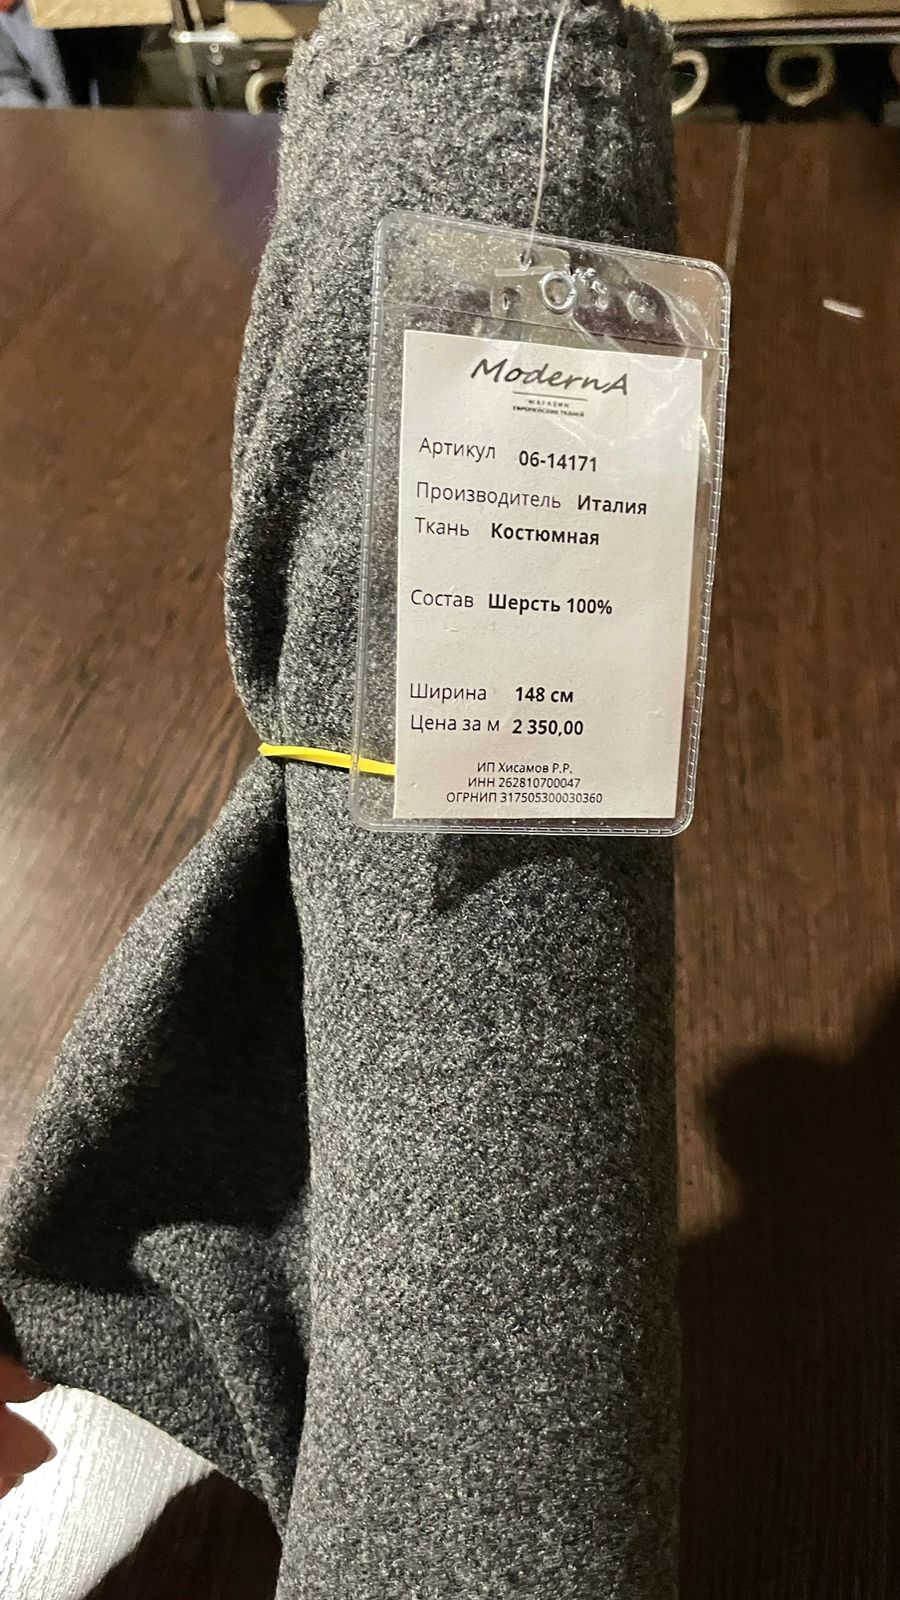 ModernA
МАГАЗИН
ЕВРОПЕЙСКИХ ТКАНЕЙ
Артикул 06-14171
Производитель Италия
Ткань Костюмная
Состав Шерсть 100%
Ширина 148 см
Цена за м 2 350,00
ИП Хисамов Р.Р.
ИНН 262810700047
ОГРНИП 317505300030360